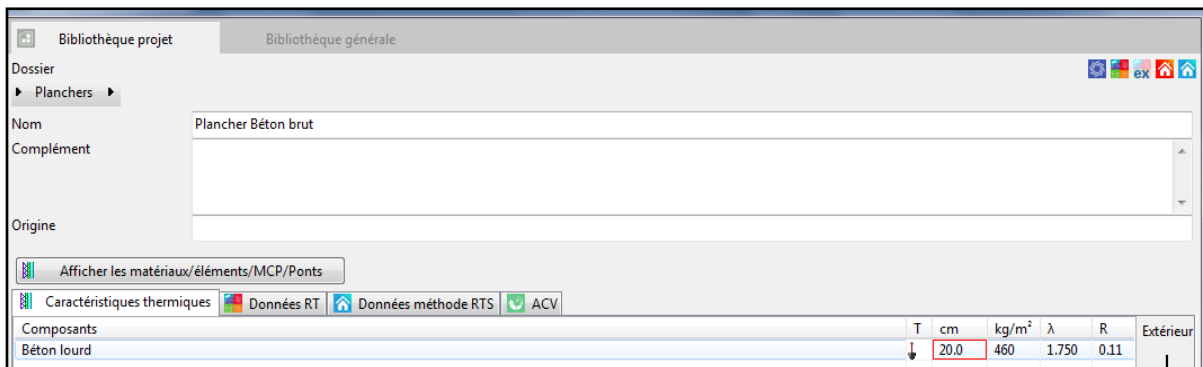 Bibliothèque projet Bibliothèque générale
Dossier
ex
Planchers
Nom Plancher Béton brut
Complément
Origine
Afficher les matériaux/éléments/MCP/Ponts
Caractéristiques thermiques Données RT Données méthode RTS ACV
Composants T cm kg/m² λ R Extérieur
Béton lourd 20.0 460 1.750 0.11